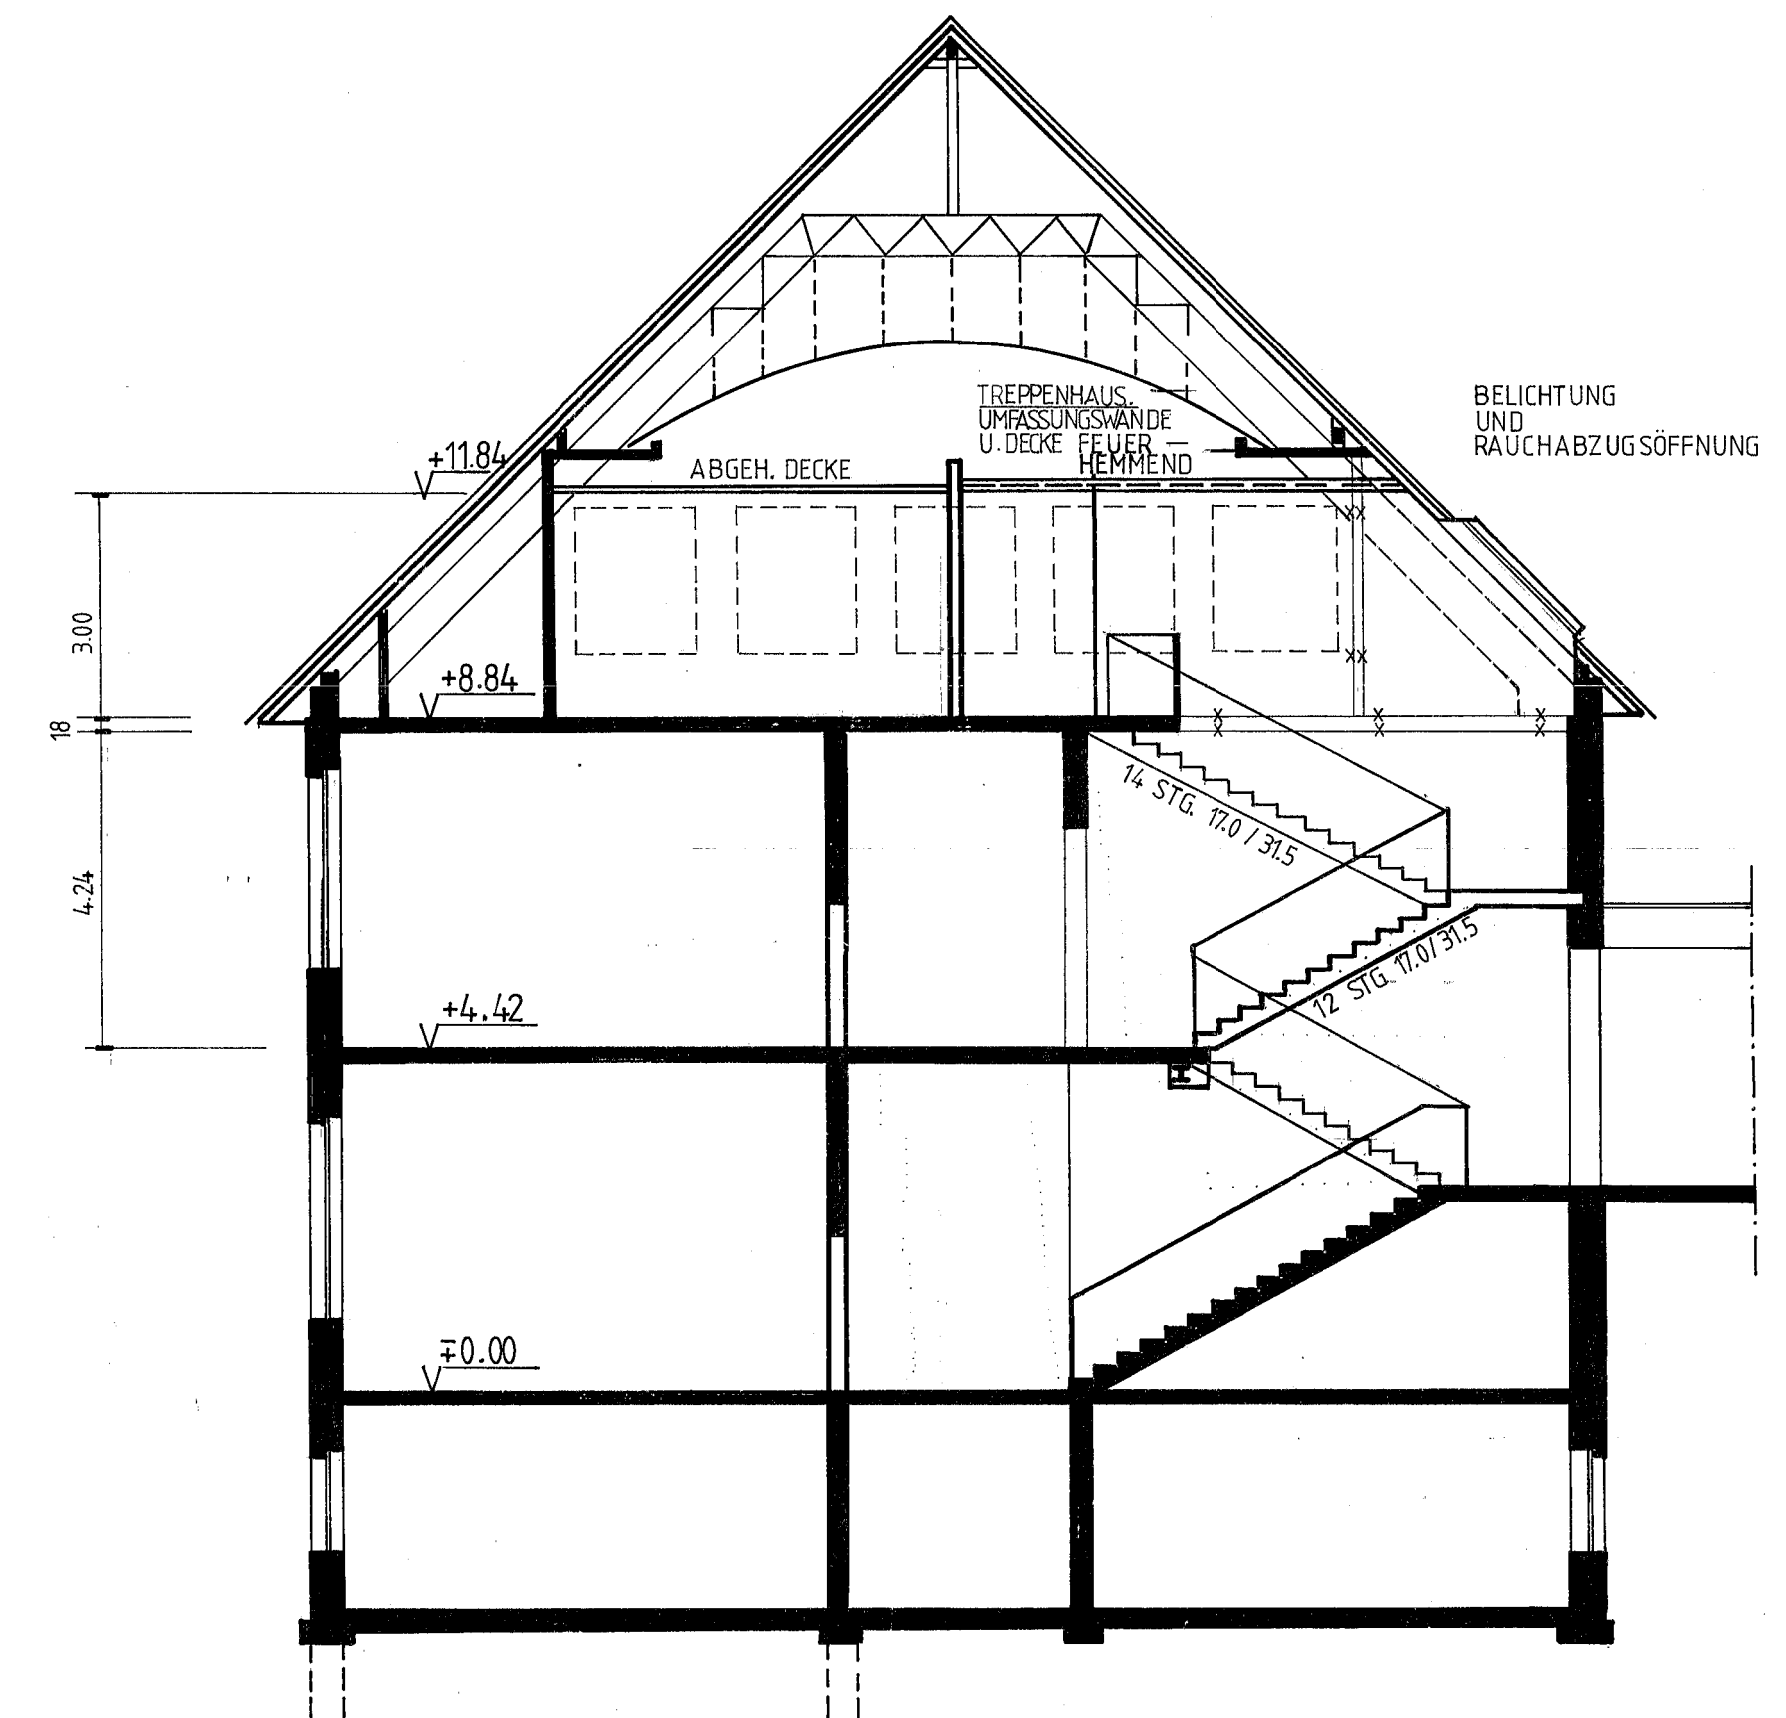 TREPPENHAUS.
UMFASSUNGSWÄNDE
U. DECKE FEUER —
HEMMEND
BELICHTUNG
UND
RAUCHABZUGSÖFFNUNG
+11.84
ABGEH. DECKE
3.00
+8.84
18
14 STG. 17.0 / 31.5
4.24
12 STG. 17.0/31.5
+4.42
∓0.00